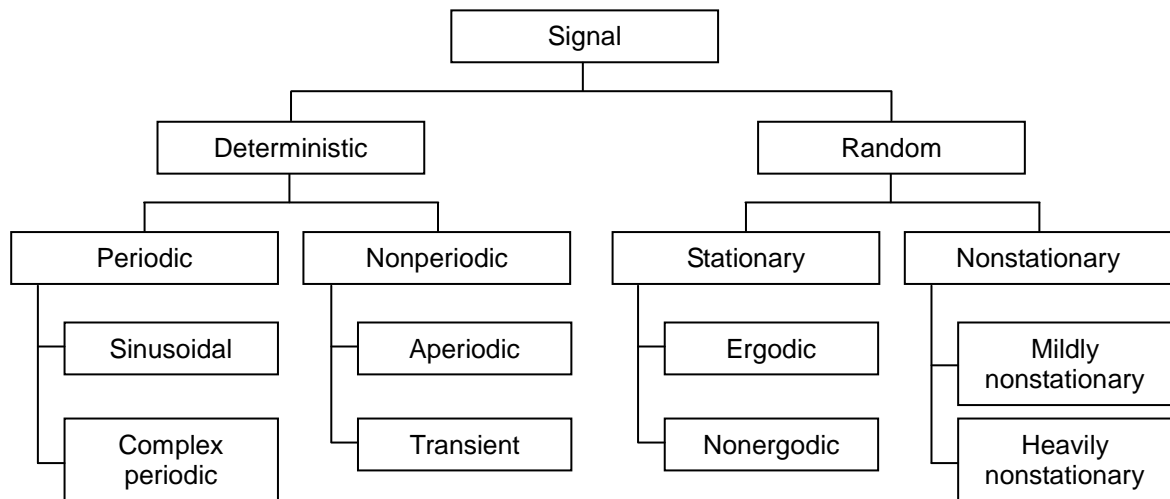 Signal
Deterministic
Random
Periodic
Nonperiodic
Stationary
Nonstationary
Sinusoidal
Aperiodic
Ergodic
Mildly
nonstationary
Complex
periodic
Transient
Nonergodic
Heavily
nonstationary